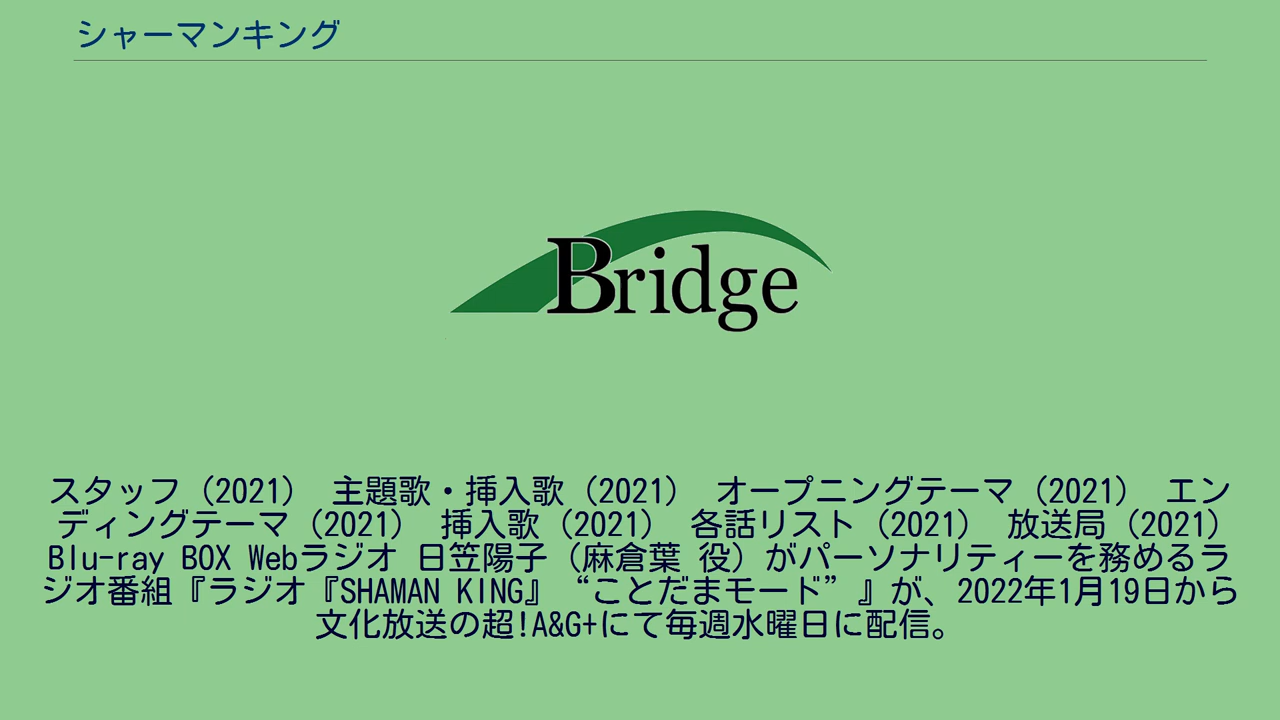 シャーマンキング
Bridge
スタッフ（2021） 主題歌・挿入歌（2021） オープニングテーマ（2021） エン
ディングテーマ（2021） 挿入歌（2021） 各話リスト（2021） 放送局（2021）
Blu-ray BOX Webラジオ 日笠陽子（麻倉葉 役）がパーソナリティーを務めるラ
ジオ番組『ラジオ『SHAMAN KING』 “ことだまモード”』が、2022年1月19日から
文化放送の超!A&G+にて毎週水曜日に配信。